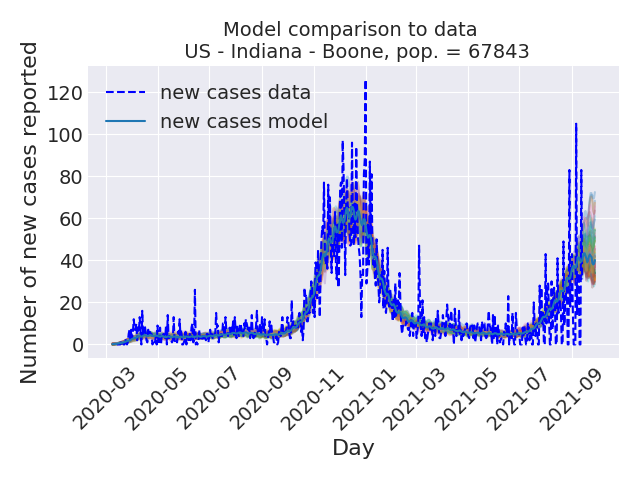 Model comparison to data
US - Indiana - Boone, pop. = 67843
Number of new cases reported
120
100
80
60
40
20
0
new cases data
new cases model
2020-03
2020-05
2020-07
2020-09
2020-11
2021-01
2021-03
2021-05
2021-07
2021-09
Day